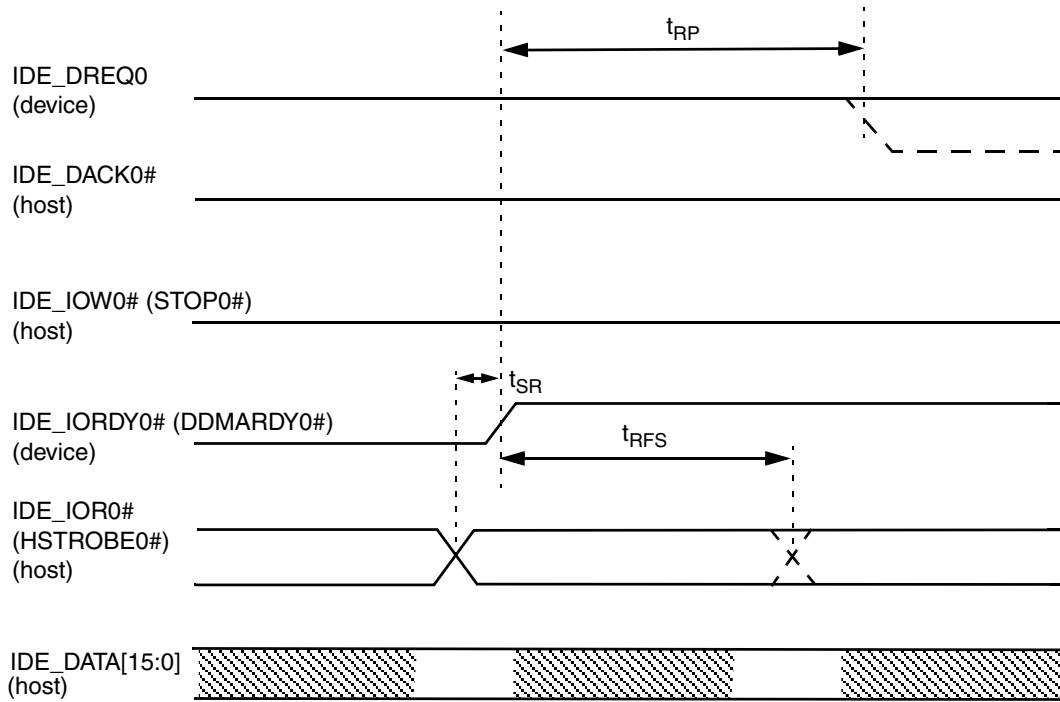 tRP
IDE_DREQ0
(device)
IDE_DACK0#
(host)
IDE_IOW0# (STOP0#)
(host)
tSR
IDE_IORDY0# (DDMARDY0#)
(device)
tRFS
IDE_IOR0#
(HSTROBE0#)
(host)
IDE_DATA[15:0]
(host)